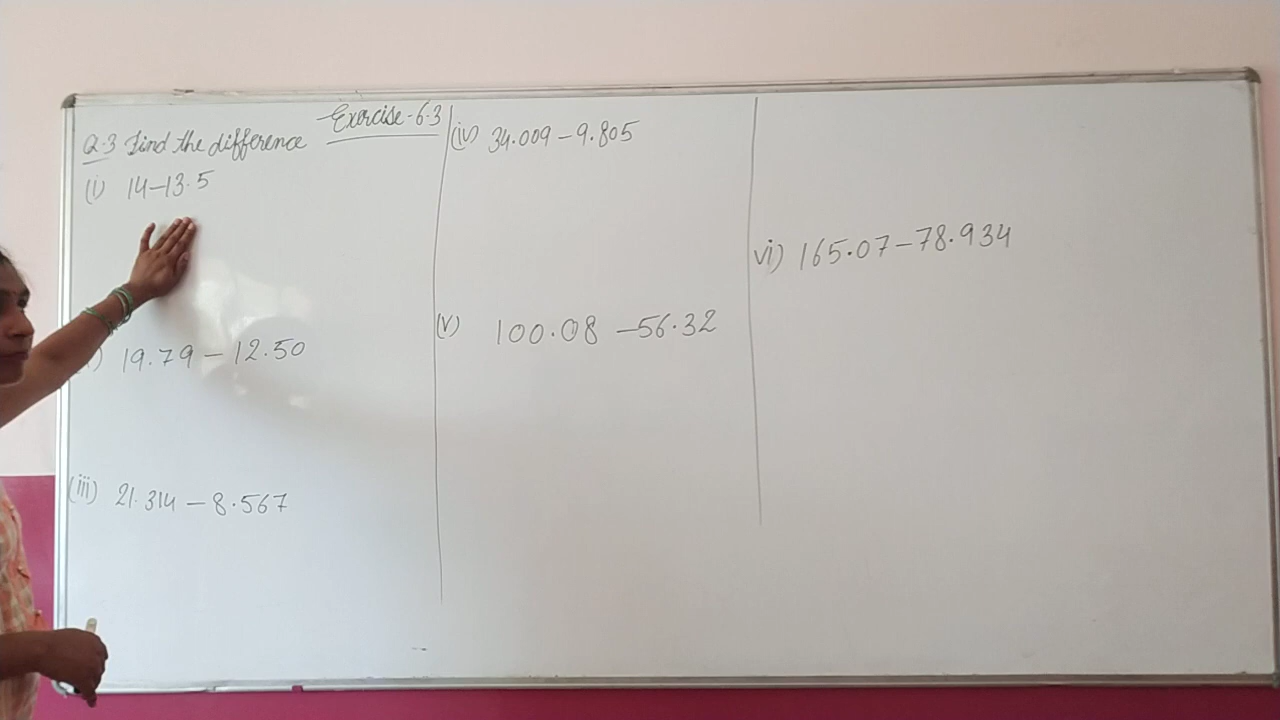 Exercise-6.3
Q.3 Find the difference
(i) 14-13.5
19.79-12.50
(iii) 21.314-8.567
(iv) 34.009-9.805
(v) 100.08-56.32
vi) 165.07-78.934